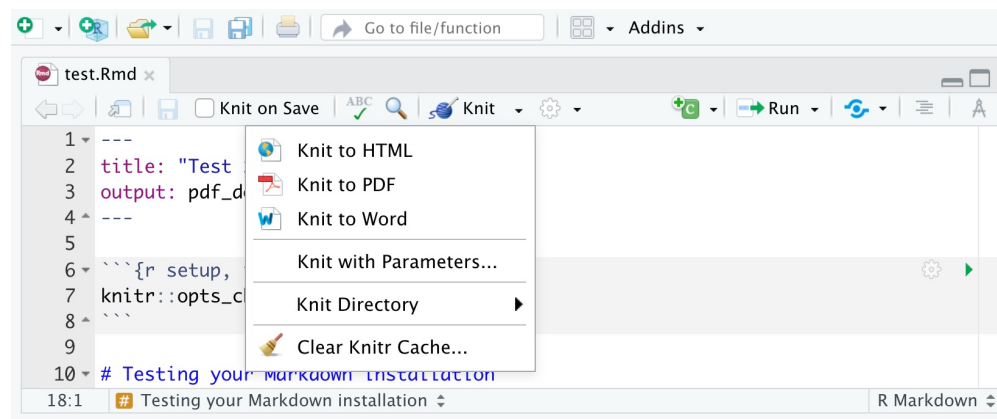 Go to file/function
Addins
test.Rmd
Knit on Save
ABC
Knit
Run
1 ---
2 title: "Test
3 output: pdf_d
4 ---
5
6 ```{r setup,
7 knitr::opts_c
8 ```
9
10 # Testing your Markdown installation
Knit to HTML
Knit to PDF
Knit to Word
Knit with Parameters...
Knit Directory
Clear Knitr Cache...
18:1 # Testing your Markdown installation
R Markdown